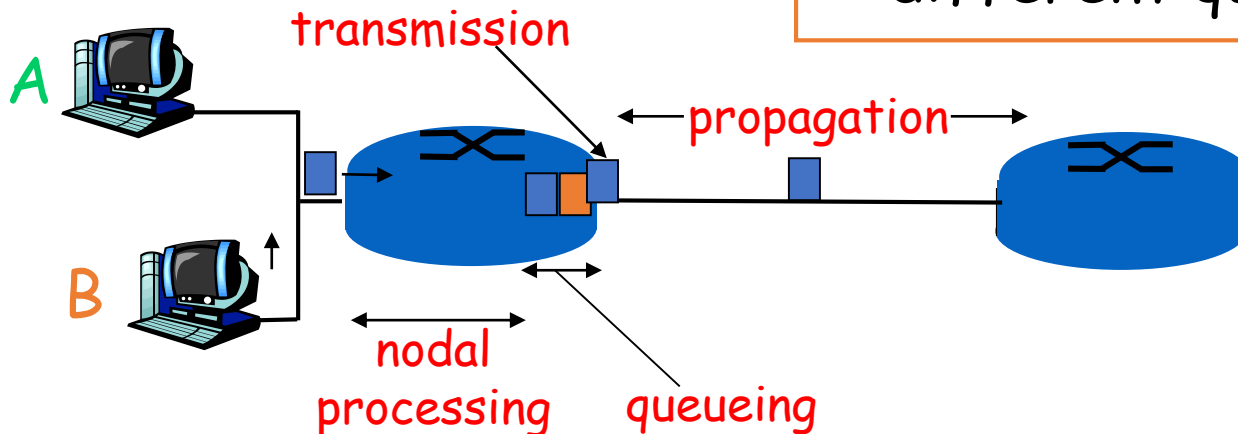 transmission
A
propagation
B
nodal
processing
queueing